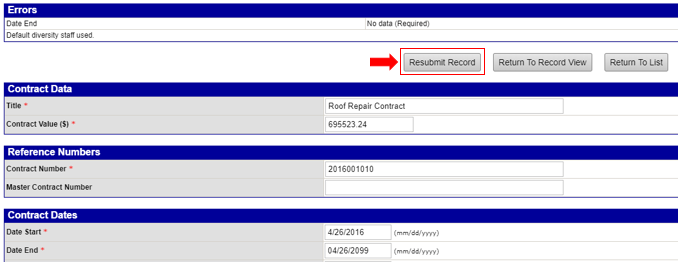 Errors
Date End No data (Required)
Default diversity staff used.
Resubmit Record Return To Record View Return To List
Contract Data
Title * Roof Repair Contract
Contract Value ($) * 695523.24
Reference Numbers
Contract Number * 2016001010
Master Contract Number
Contract Dates
Date Start * 4/26/2016 (mm/dd/yyyy)
Date End * 04/26/2099 (mm/dd/yyyy)